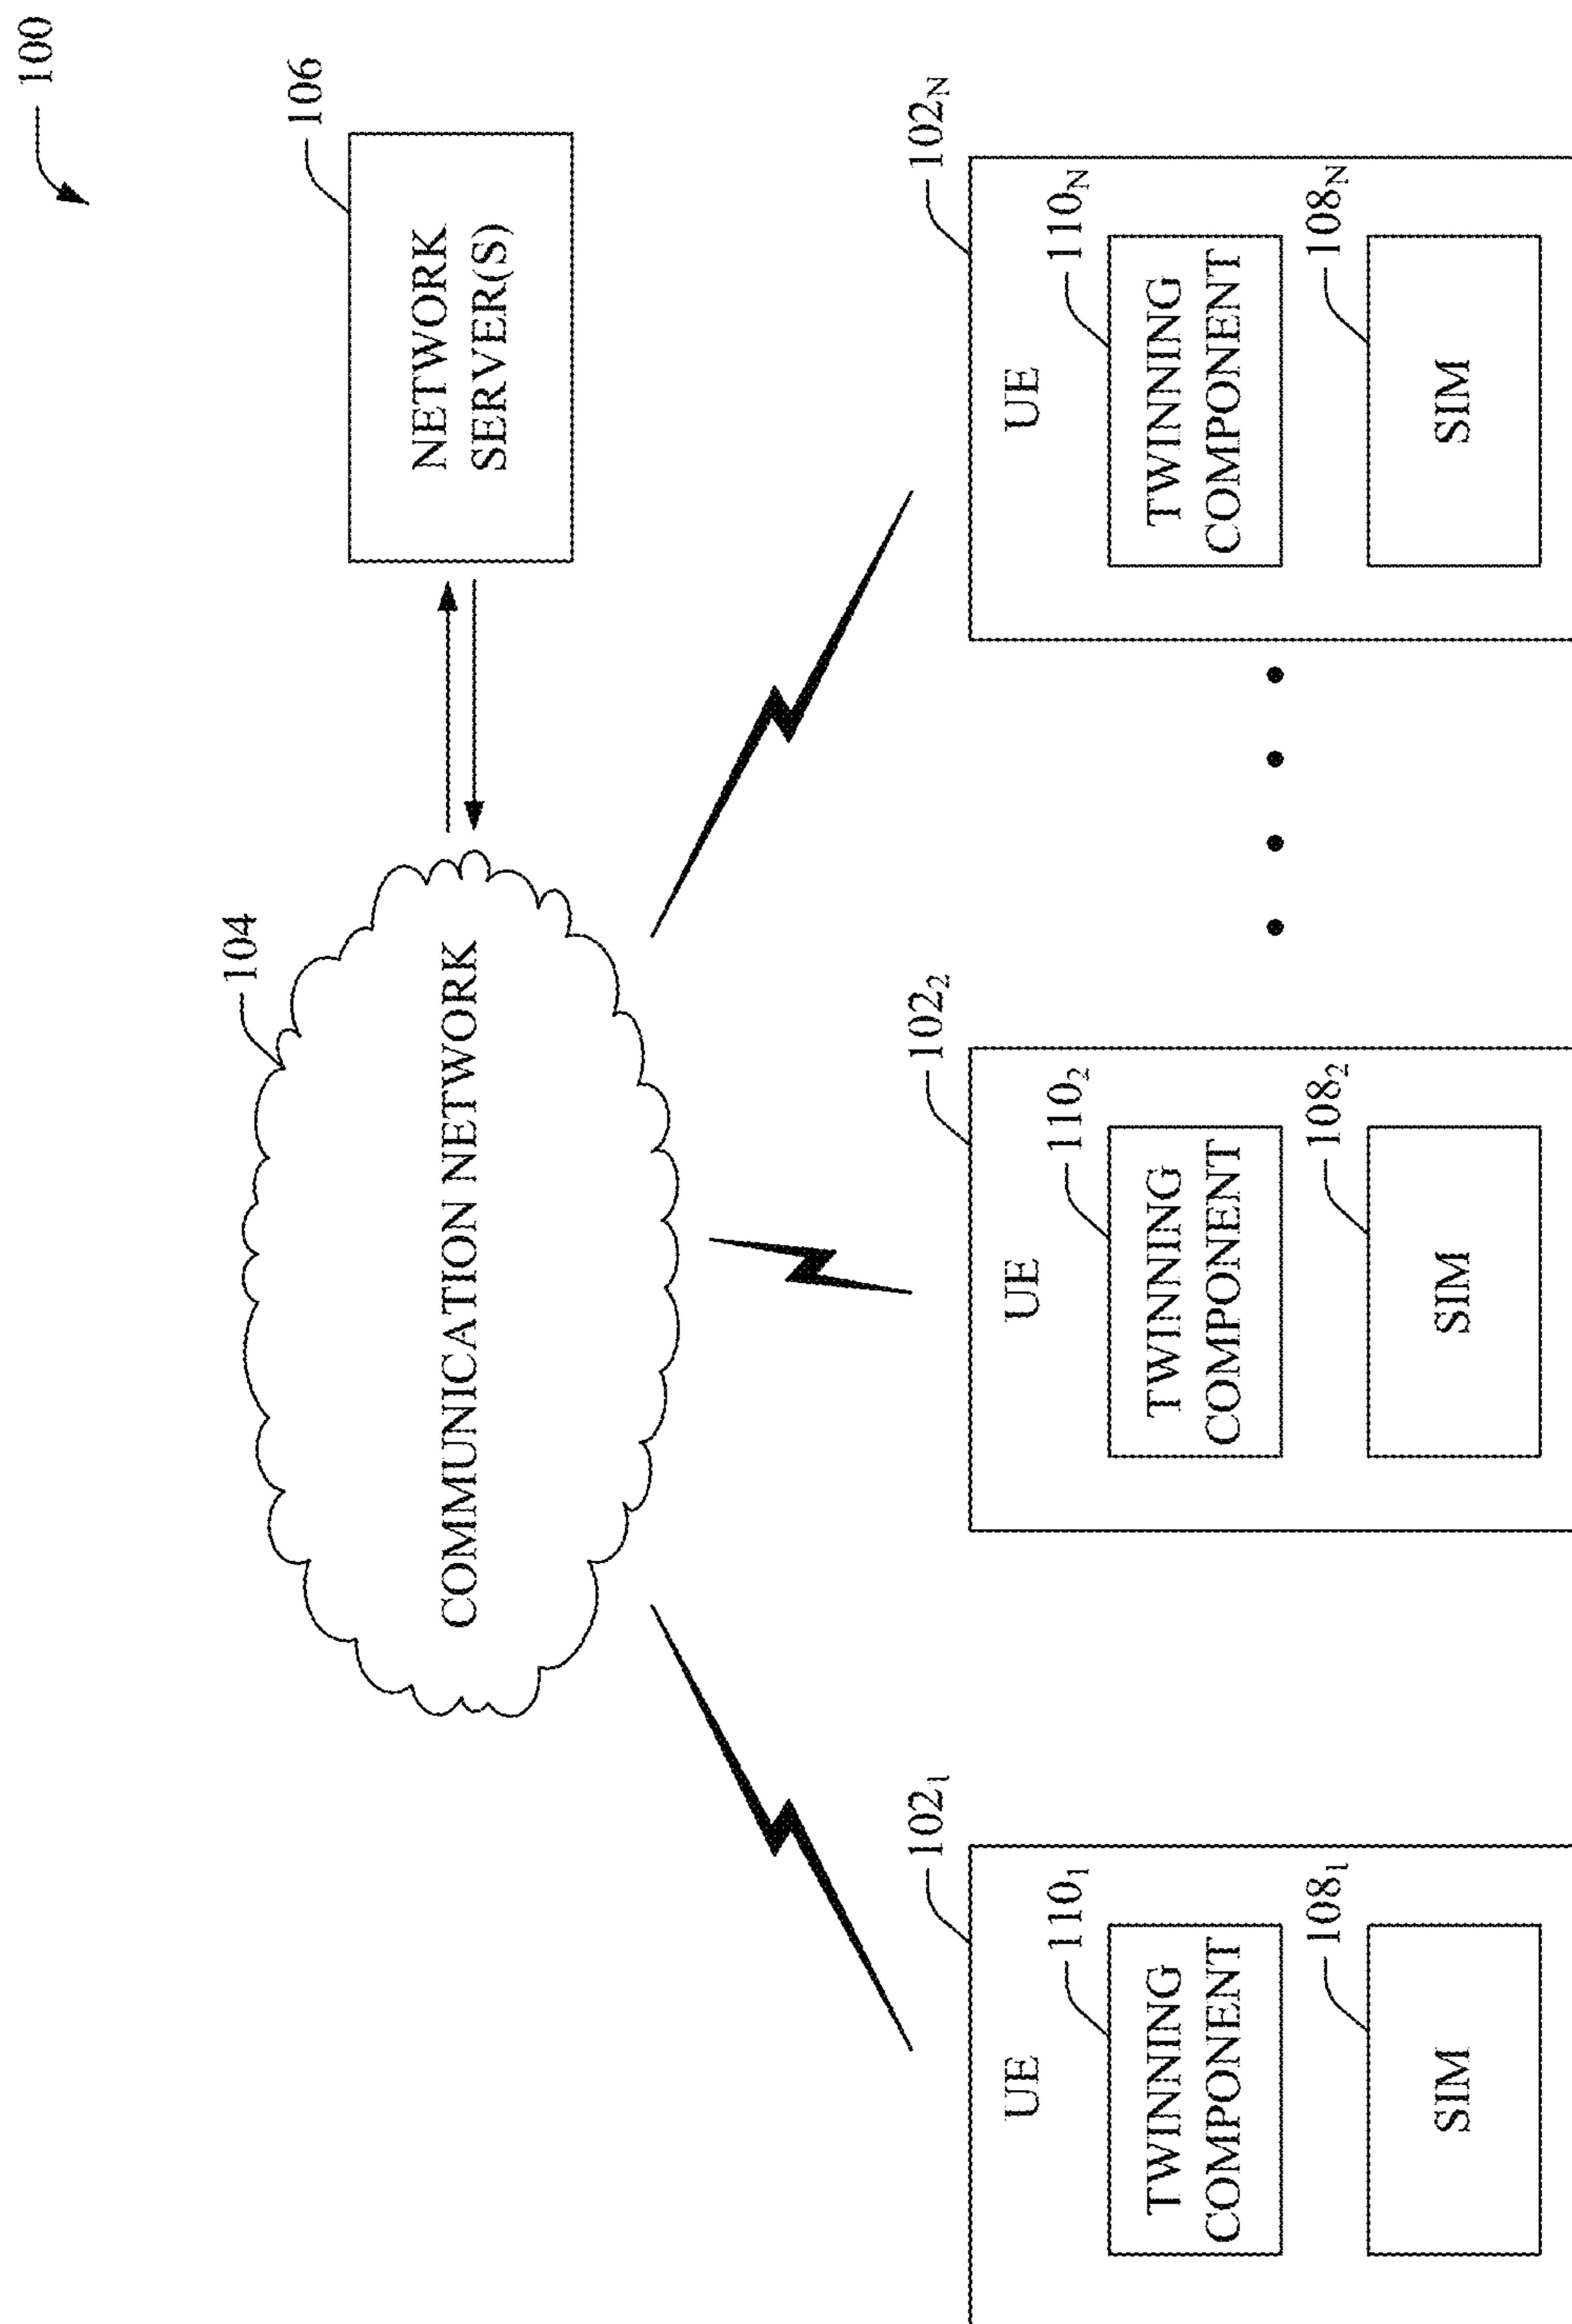 100
106
NETWORK
SERVER(S)
104
COMMUNICATION NETWORK
102₁
UE
110₁
TWINNING
COMPONENT
108₁
SIM
102₂
UE
110₂
TWINNING
COMPONENT
108₂
SIM
102ₙ
UE
110ₙ
TWINNING
COMPONENT
108ₙ
SIM